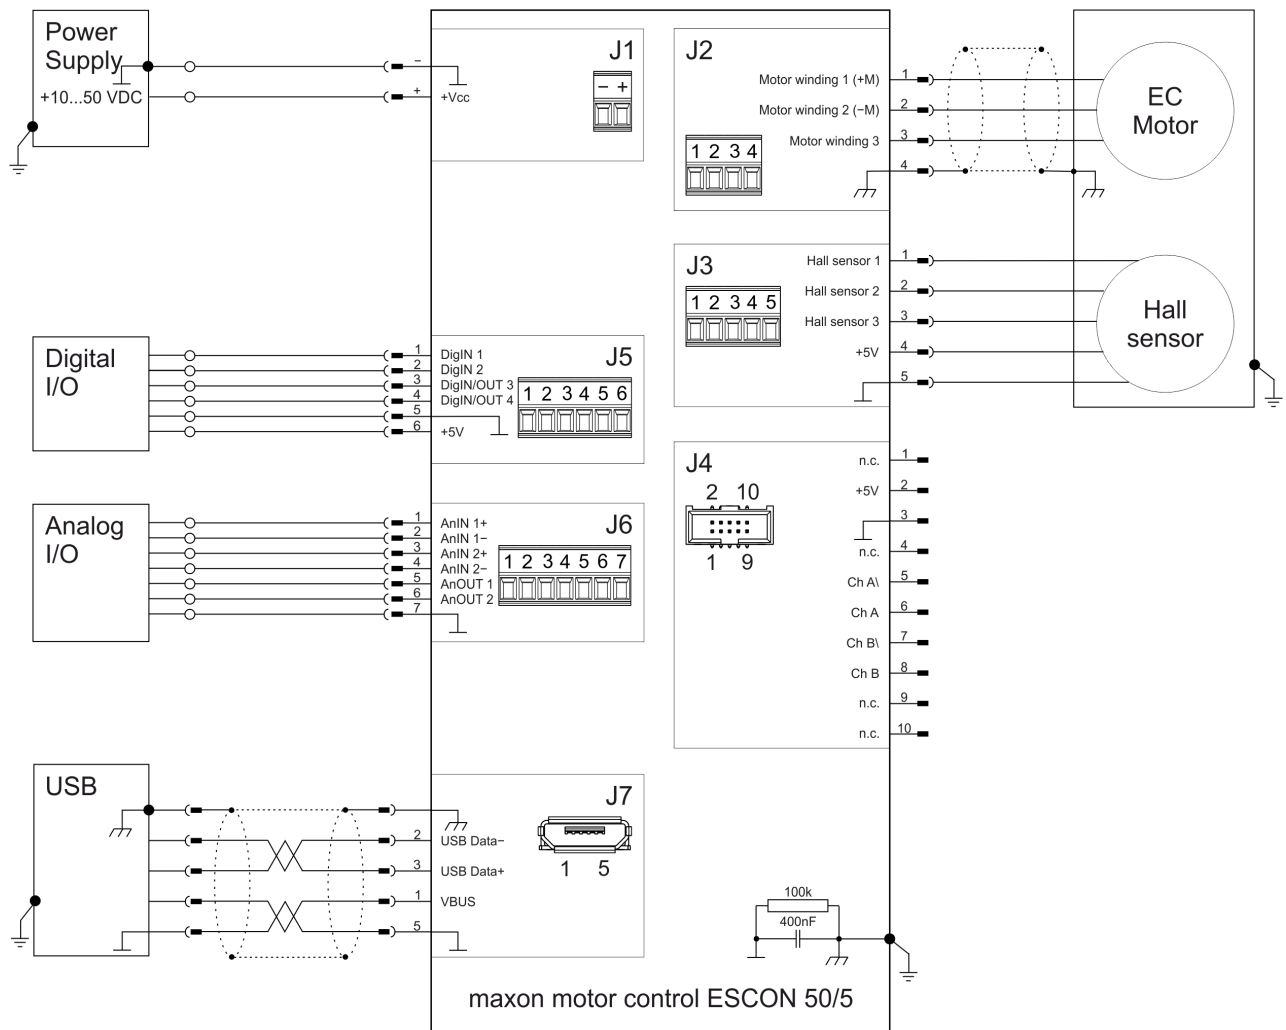 Power
Supply
+10...50 VDC
−
+
+Vcc
J1
− +
J2
Motor winding 1 (+M)
1
Motor winding 2 (−M)
2
Motor winding 3
3
4
1 2 3 4
EC
Motor
J3
Hall sensor 1
1
Hall sensor 2
2
Hall sensor 3
3
+5V
4
5
1 2 3 4 5
Hall
sensor
Digital
I/O
1
DigIN 1
2
DigIN 2
3
DigIN/OUT 3
4
DigIN/OUT 4
5
6
+5V
J5
1 2 3 4 5 6
J4
2 10
1 9
n.c.
1
+5V
2
3
n.c.
4
Ch A\
5
Ch A
6
Ch B\
7
Ch B
8
n.c.
9
n.c.
10
Analog
I/O
1
AnIN 1+
2
AnIN 1−
3
AnIN 2+
4
AnIN 2−
5
AnOUT 1
6
AnOUT 2
7
J6
1 2 3 4 5 6 7
USB
2
USB Data−
3
USB Data+
1
VBUS
5
J7
1 5
100k
400nF
maxon motor control ESCON 50/5